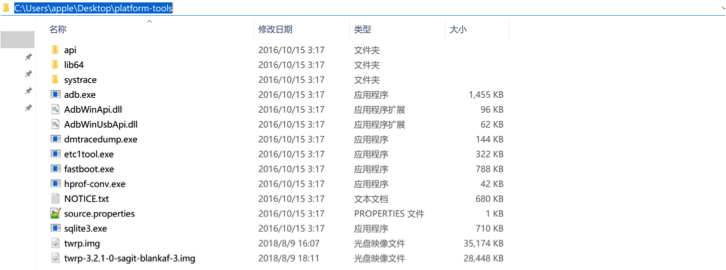 C:\Users\apple\Desktop\platform-tools
名称 修改日期 类型 大小
api 2016/10/15 3:17 文件夹
lib64 2016/10/15 3:17 文件夹
systrace 2016/10/15 3:17 文件夹
adb.exe 2016/10/15 3:17 应用程序 1,455 KB
AdbWinApi.dll 2016/10/15 3:17 应用程序扩展 96 KB
AdbWinUsbApi.dll 2016/10/15 3:17 应用程序扩展 62 KB
dmtracedump.exe 2016/10/15 3:17 应用程序 144 KB
etc1tool.exe 2016/10/15 3:17 应用程序 322 KB
fastboot.exe 2016/10/15 3:17 应用程序 788 KB
hprof-conv.exe 2016/10/15 3:17 应用程序 42 KB
NOTICE.txt 2016/10/15 3:17 文本文档 680 KB
source.properties 2016/10/15 3:17 PROPERTIES 文件 1 KB
sqlite3.exe 2016/10/15 3:17 应用程序 710 KB
twrp.img 2018/8/9 16:07 光盘映像文件 35,174 KB
twrp-3.2.1-0-sagit-blankaf-3.img 2018/8/9 18:11 光盘映像文件 28,448 KB